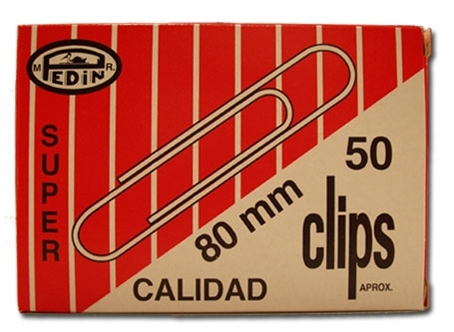 M PEDIN R.
SUPER
80 mm
50
clips
APROX.
CALIDAD